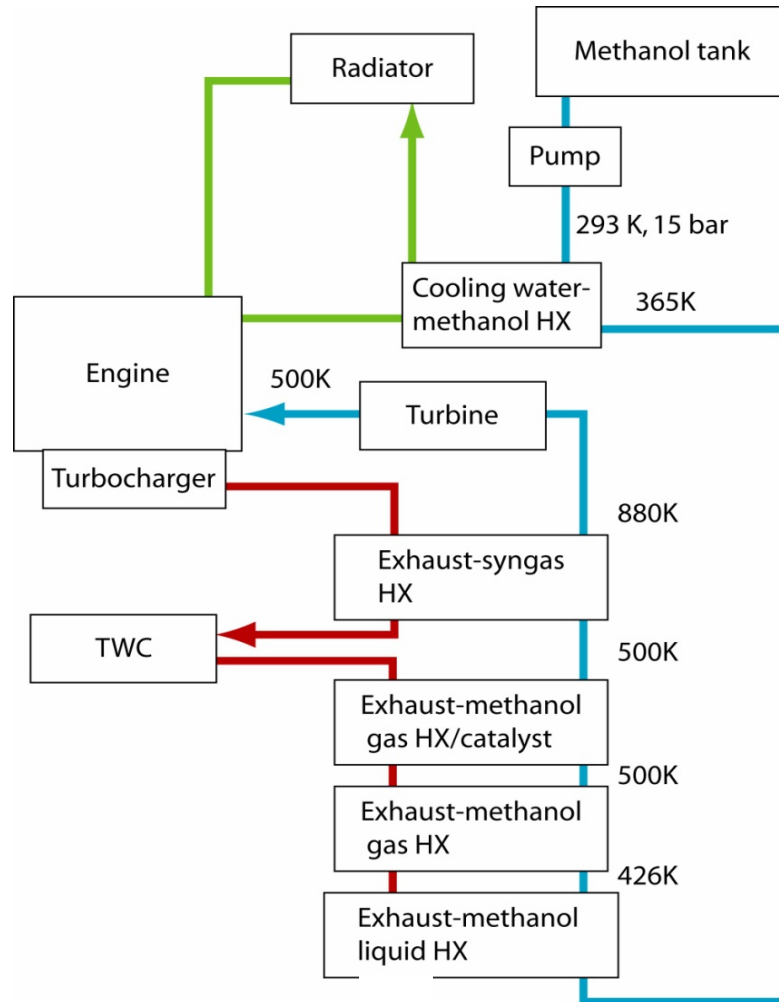 Radiator
Methanol tank
Pump
293 K, 15 bar
Cooling water-
methanol HX
365K
Engine
500K
Turbine
Turbocharger
880K
Exhaust-syngas
HX
TWC
500K
Exhaust-methanol
gas HX/catalyst
500K
Exhaust-methanol
gas HX
426K
Exhaust-methanol
liquid HX